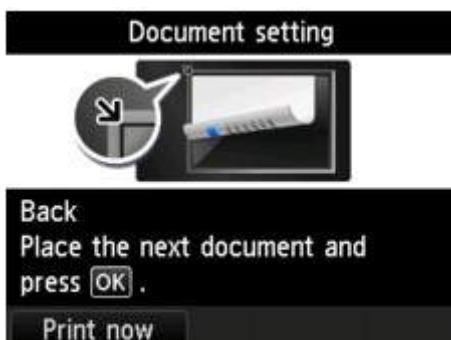 Document setting
Back
Place the next document and
press OK .
Print now